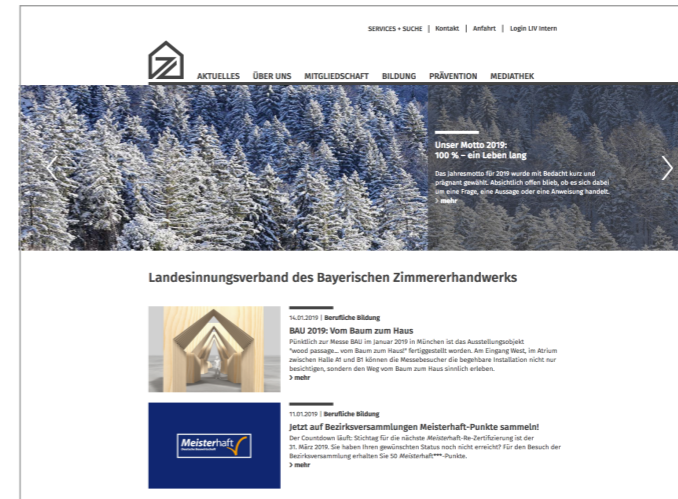 SERVICES + SUCHE | Kontakt | Anfahrt | Login LIV Intern
AKTUELLES ÜBER UNS MITGLIEDSCHAFT BILDUNG PRÄVENTION MEDIATHEK
Unser Motto 2019:
100 % – ein Leben lang
Das Jahresmotto für 2019 wurde mit Bedacht kurz und
prägnant gewählt. Absichtlich offen blieb, ob es sich dabei
um eine Frage, eine Aussage oder eine Anweisung handelt.
> mehr
Landesinnungsverband des Bayerischen Zimmererhandwerks
14.01.2019 | Berufliche Bildung
BAU 2019: Vom Baum zum Haus
Pünktlich zur Messe BAU im Januar 2019 in München ist das Ausstellungsobjekt
"wood passage... vom Baum zum Haus!" fertiggestellt worden. Am Eingang West, im Atrium
zwischen Halle A1 und B1 können die Messebesucher die begehbare Installation nicht nur
besichtigen, sondern den Weg vom Baum zum Haus sinnlich erleben.
> mehr
Meisterhaft
11.01.2019 | Berufliche Bildung
Jetzt auf Bezirksversammlungen Meisterhaft-Punkte sammeln!
Der Countdown läuft: Stichtag für die nächste Meisterhaft-Re-Zertifizierung ist der
31. März 2019. Sie haben Ihren gewünschten Status noch nicht erreicht? Für den Besuch der
Bezirksversammlung erhalten Sie 50 Meisterhaft***-Punkte.
> mehr